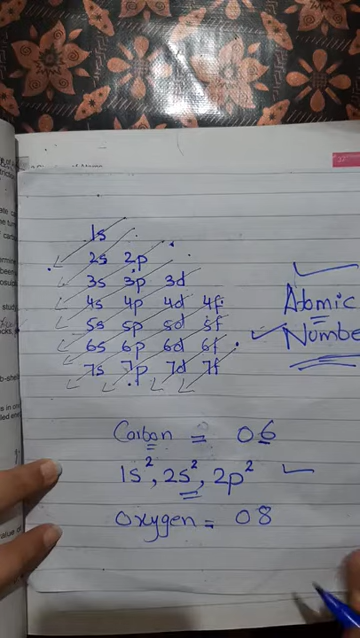 1s
2s 2p
3s 3p 3d
4s 4p 4d 4f
5s 5p 5d 5f
6s 6p 6d 6f
7s 7p 7d 7f
Atomic
Numbe
Carbon = 06
1s², 2s², 2p²
Oxygen = 08